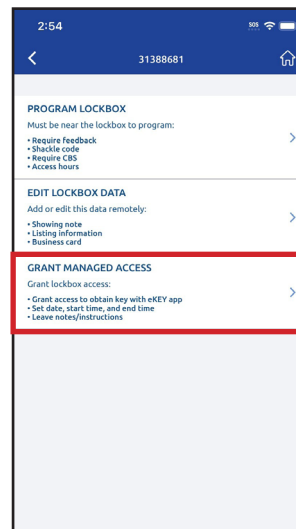 2:54
SOS
31388681
PROGRAM LOCKBOX
Must be near the lockbox to program:
• Require feedback
• Shackle code
• Require CBS
• Access hours
EDIT LOCKBOX DATA
Add or edit this data remotely:
• Showing note
• Listing information
• Business card
GRANT MANAGED ACCESS
Grant lockbox access:
• Grant access to obtain key with eKEY app
• Set date, start time, and end time
• Leave notes/instructions